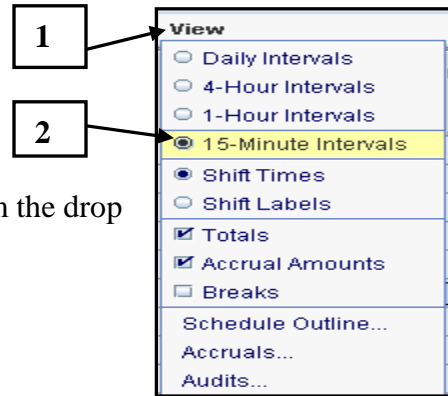 1
View
Daily Intervals
4-Hour Intervals
1-Hour Intervals
2
15-Minute Intervals
Shift Times
n the drop
Shift Labels
Totals
Accrual Amounts
Breaks
Schedule Outline...
Accruals...
Audits...